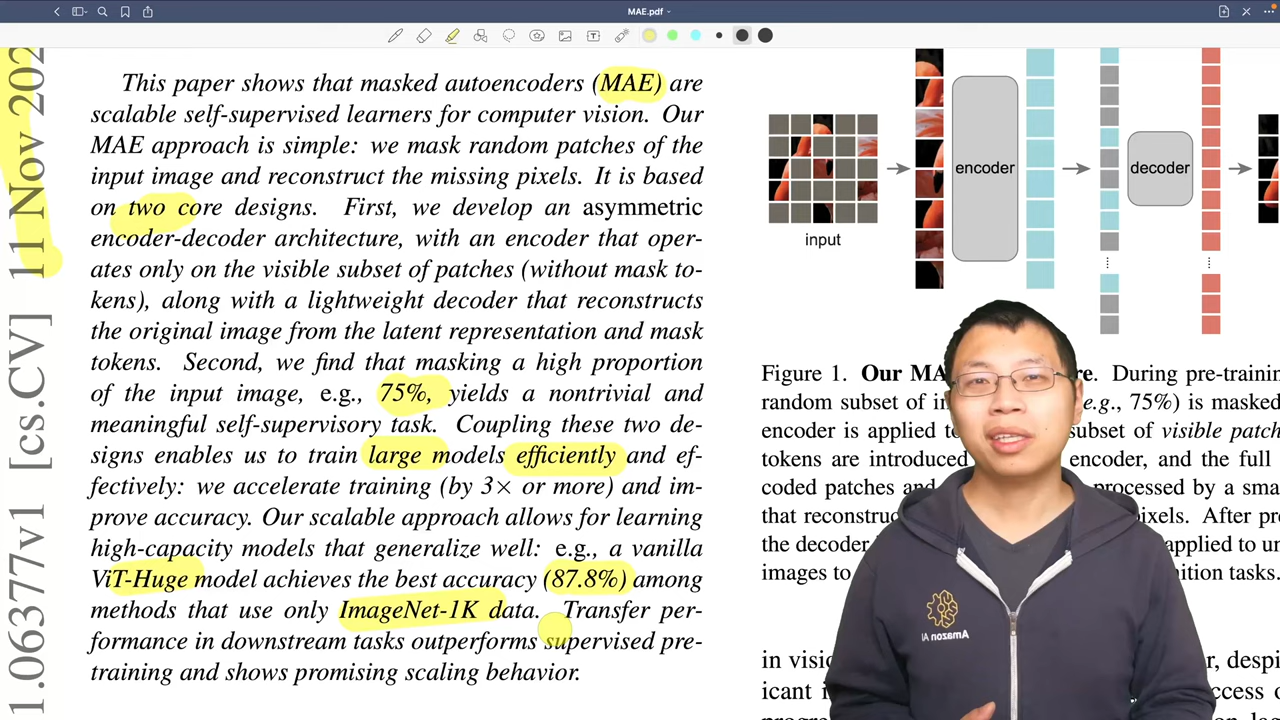 MAE.pdf
11 Nov 202
1.06377v1 [cs.CV]
This paper shows that masked autoencoders (MAE) are
scalable self-supervised learners for computer vision. Our
MAE approach is simple: we mask random patches of the
input image and reconstruct the missing pixels. It is based
on two core designs. First, we develop an asymmetric
encoder-decoder architecture, with an encoder that oper-
ates only on the visible subset of patches (without mask to-
kens), along with a lightweight decoder that reconstructs
the original image from the latent representation and mask
tokens. Second, we find that masking a high proportion
of the input image, e.g., 75%, yields a nontrivial and
meaningful self-supervisory task. Coupling these two de-
signs enables us to train large models efficiently and ef-
fectively: we accelerate training (by 3× or more) and im-
prove accuracy. Our scalable approach allows for learning
high-capacity models that generalize well: e.g., a vanilla
ViT-Huge model achieves the best accuracy (87.8%) among
methods that use only ImageNet-1K data. Transfer per-
formance in downstream tasks outperforms supervised pre-
training and shows promising scaling behavior.
input
encoder
decoder
Figure 1. Our MA re. During pre-trainin
random subset of i e.g., 75%) is masked
encoder is applied to subset of visible patch
tokens are introduced encoder, and the full
coded patches and processed by a sma
that reconstruc ixels. After pre
the decoder applied to un
images to nition tasks.
in visio r, despi
icant i ccess o
Amazon AI